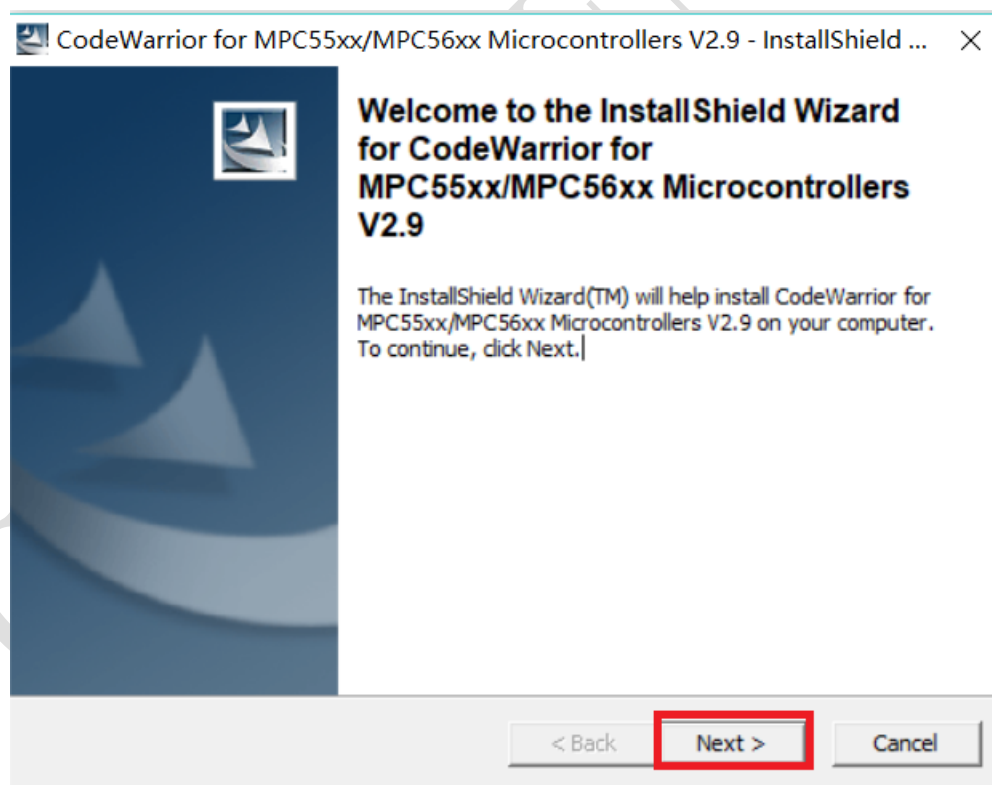 CodeWarrior for MPC55xx/MPC56xx Microcontrollers V2.9 - InstallShield ...
Welcome to the InstallShield Wizard
for CodeWarrior for
MPC55xx/MPC56xx Microcontrollers
V2.9
The InstallShield Wizard(TM) will help install CodeWarrior for
MPC55xx/MPC56xx Microcontrollers V2.9 on your computer.
To continue, click Next.
< Back Next > Cancel